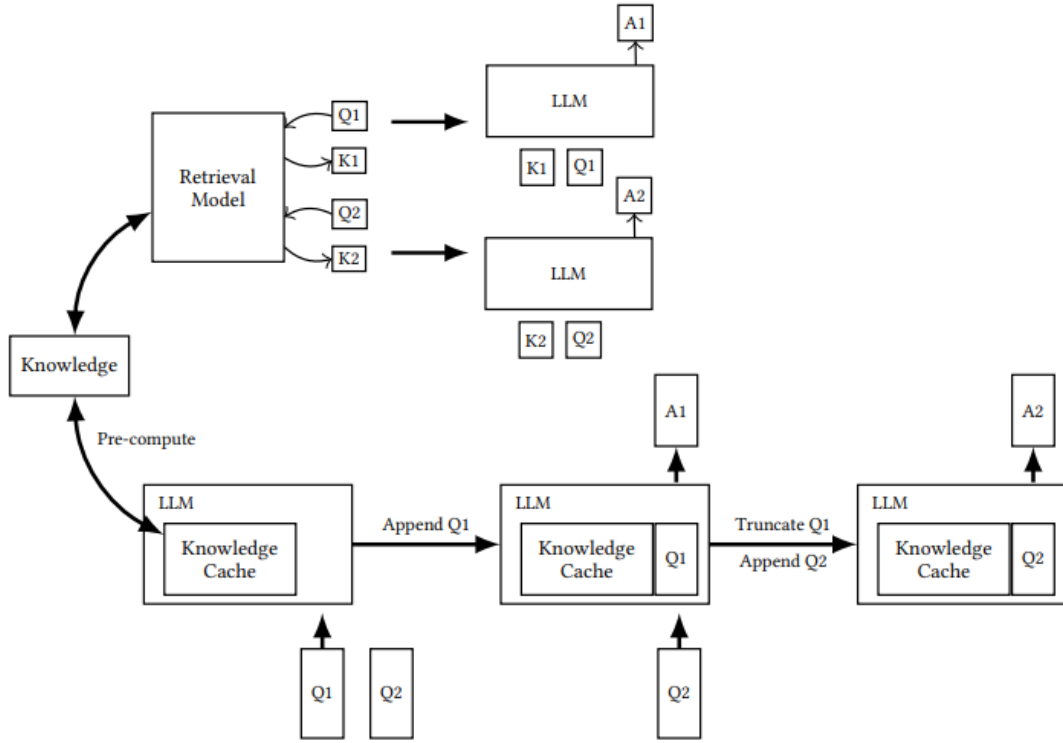 A1
LLM
Q1
K1
Retrieval
Model
Q2
K2
K1 Q1
A2
LLM
K2 Q2
Knowledge
Pre-compute
LLM
Knowledge
Cache
Append Q1
A1
LLM
Knowledge
Cache
Q1
Truncate Q1
Append Q2
A2
LLM
Knowledge
Cache
Q2
Q1 Q2
Q2